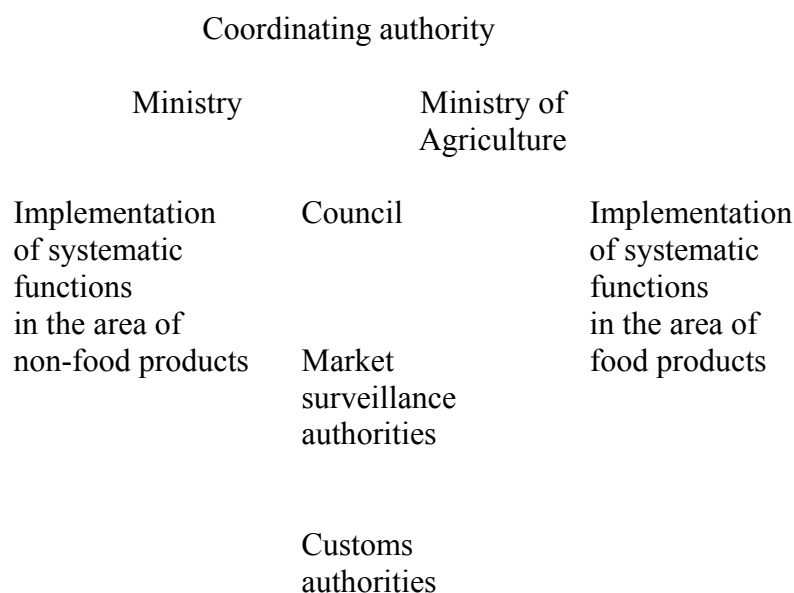 Coordinating authority
Ministry
Ministry of
Agriculture
Implementation
of systematic
functions
in the area of
non-food products
Council
Market
surveillance
authorities
Customs
authorities
Implementation
of systematic
functions
in the area of
food products